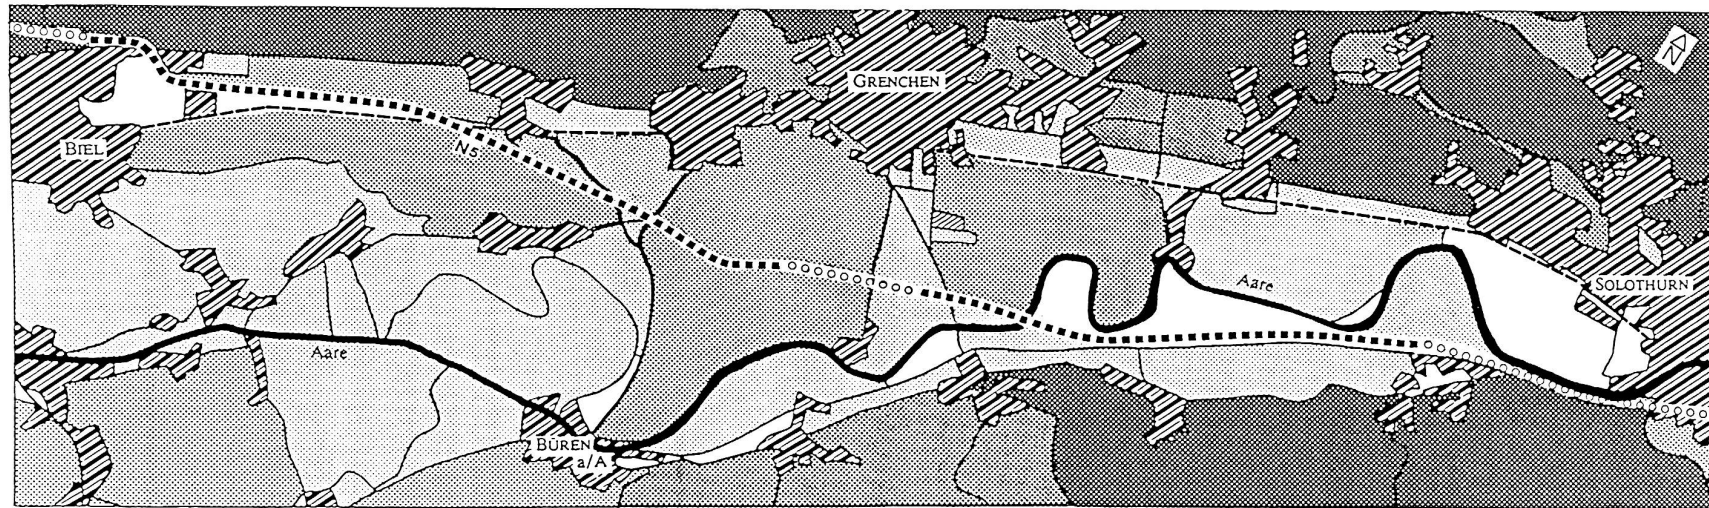 GRENCHEN
N
BIEL
N5
Aare
SOLOTHURN
Aare
BÜREN
a/A